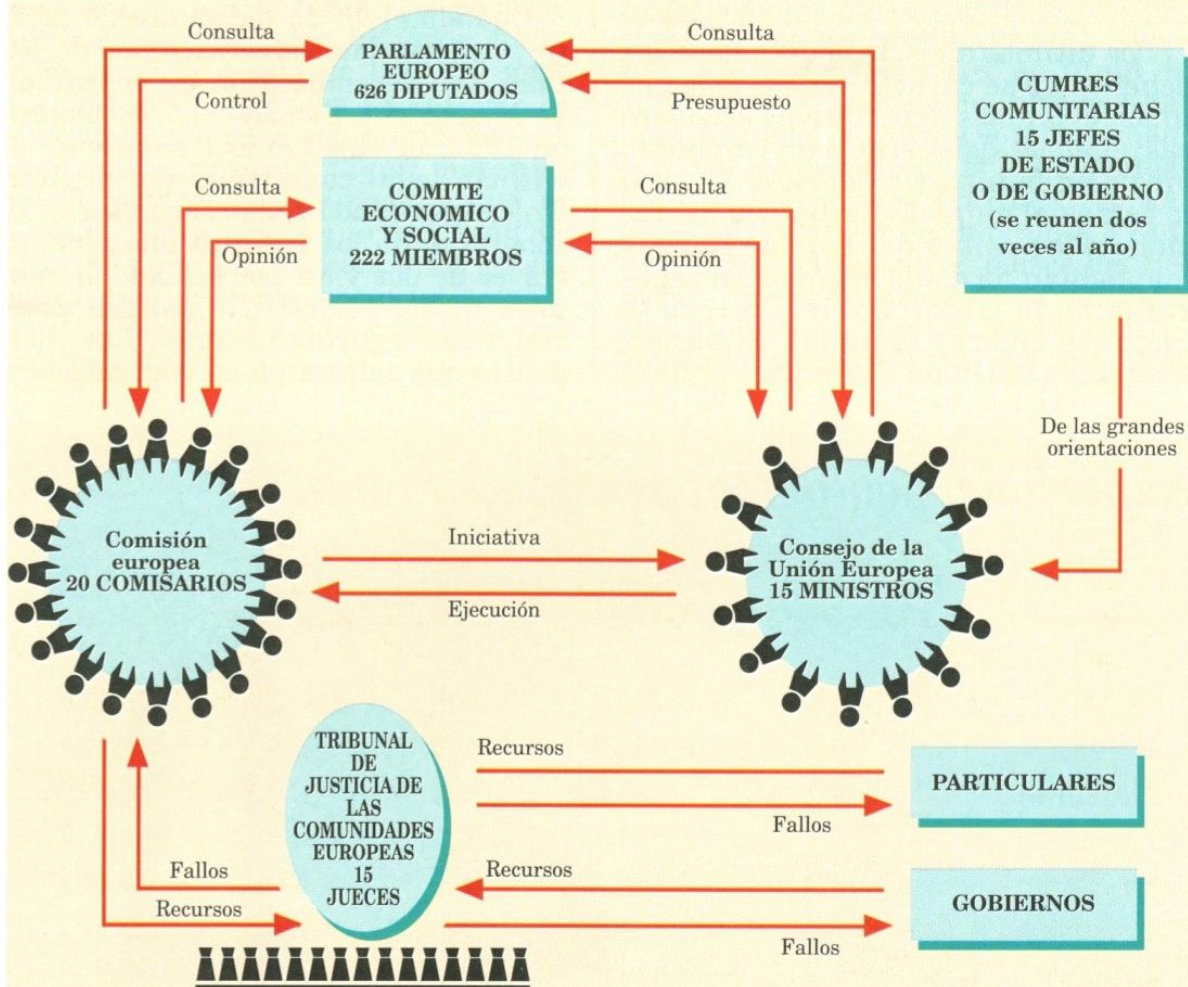 Consulta
PARLAMENTO
EUROPEO
626 DIPUTADOS
Consulta
Control
Presupuesto
CUMRES
COMUNITARIAS
15 JEFES
DE ESTADO
O DE GOBIERNO
(se reunen dos
veces al año)
Consulta
COMITE
ECONOMICO
Y SOCIAL
222 MIEMBROS
Consulta
Opinión
Opinión
De las grandes
orientaciones
Comisión
europea
20 COMISARIOS
Iniciativa
Ejecución
Consejo de la
Unión Europea
15 MINISTROS
TRIBUNAL
DE
JUSTICIA DE
LAS
COMUNIDADES
EUROPEAS
15
JUECES
Recursos
Fallos
PARTICULARES
Fallos
Recursos
Recursos
Fallos
GOBIERNOS